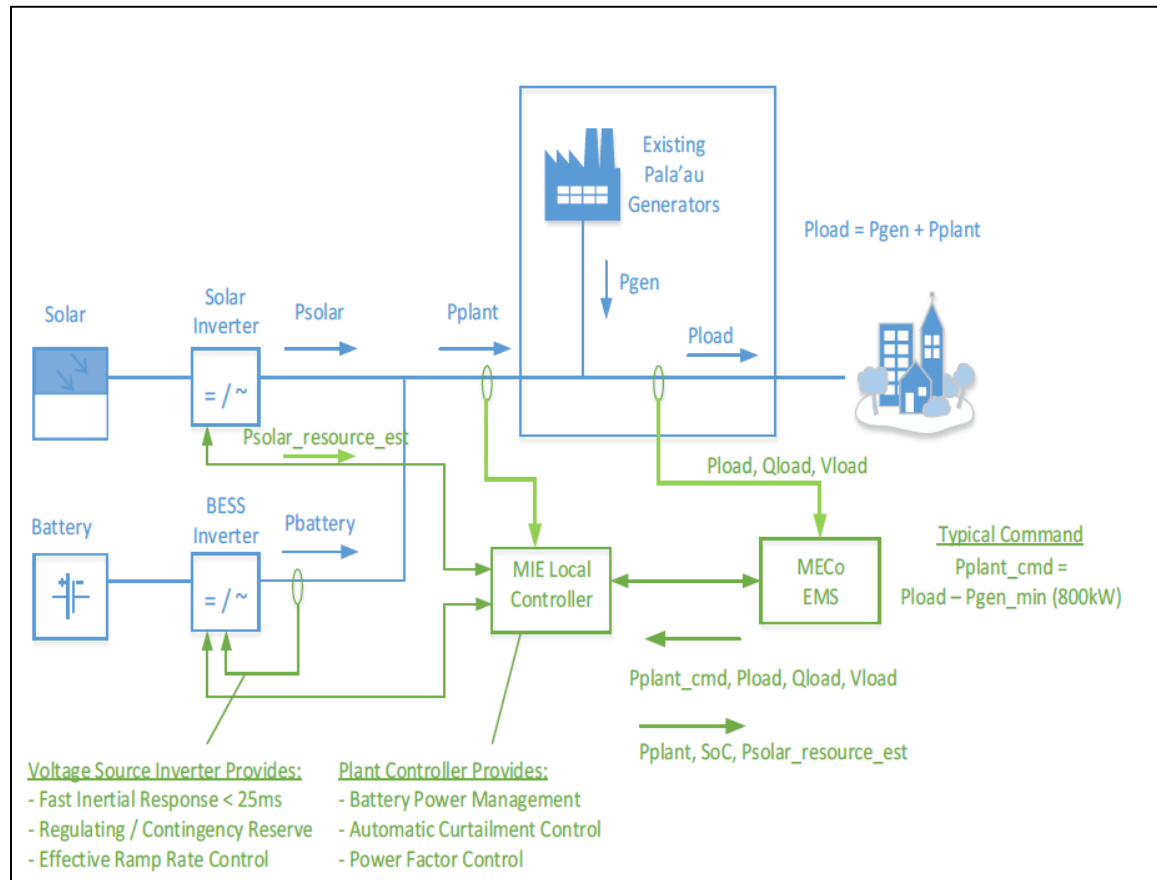 Existing
Pala'au
Generators
Pload = Pgen + Pplant
Pgen
Solar
Solar
Inverter
Psolar
Pplant
Pload
= / ~
Psolar_resource_est
Pload, Qload, Vload
Battery
BESS
Inverter
Pbattery
= / ~
MIE Local
Controller
MECo
EMS
Typical Command
Pplant_cmd =
Pload – Pgen_min (800kW)
Pplant_cmd, Pload, Qload, Vload
Pplant, SoC, Psolar_resource_est
Voltage Source Inverter Provides:
- Fast Inertial Response < 25ms
- Regulating / Contingency Reserve
- Effective Ramp Rate Control
Plant Controller Provides:
- Battery Power Management
- Automatic Curtailment Control
- Power Factor Control